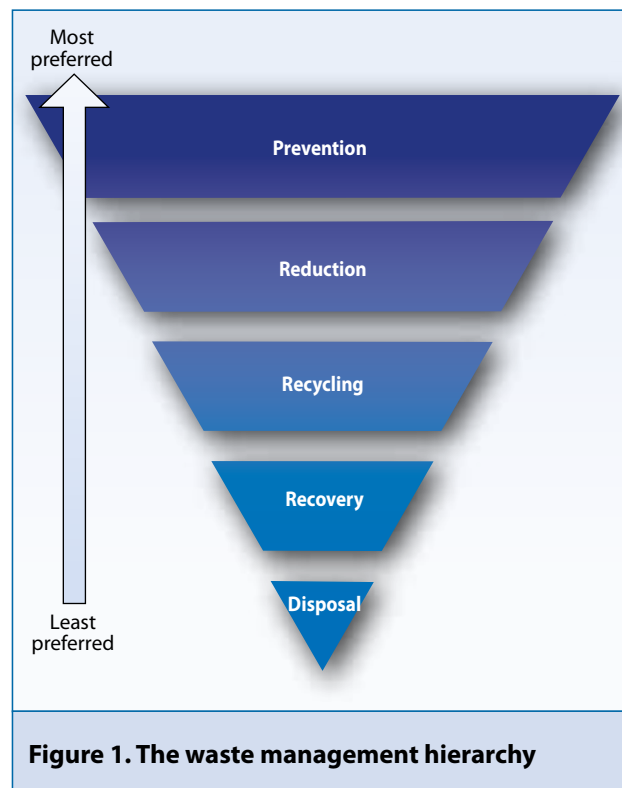 Most
preferred
Prevention
Reduction
Recycling
Recovery
Disposal
Least
preferred
Figure 1. The waste management hierarchy